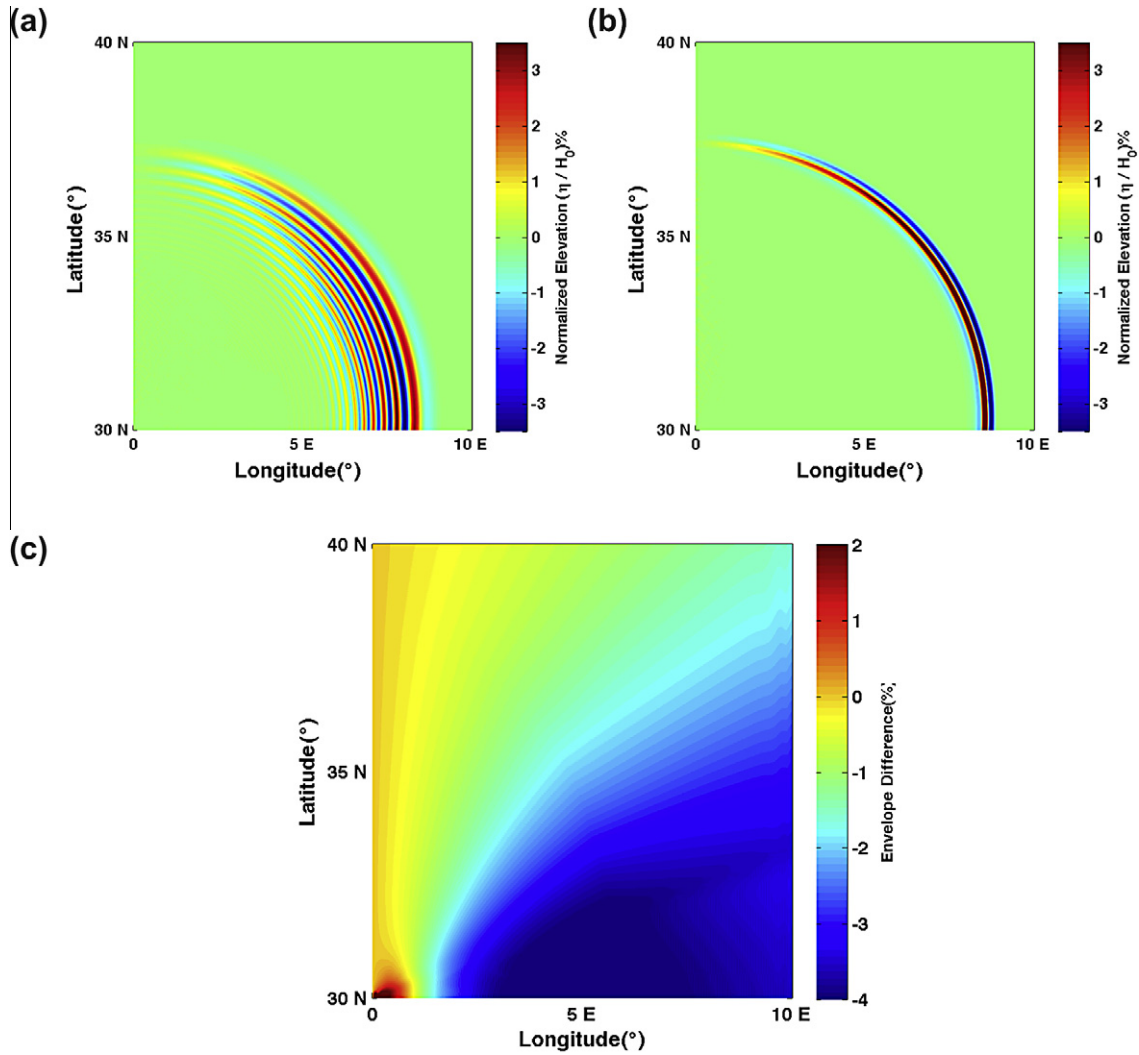 (a)
40 N
35 N
30 N
Latitude(°)
0
5 E
10 E
Longitude(°)
3
2
1
0
-1
-2
-3
Normalized Elevation (η / H0)%
(b)
40 N
35 N
30 N
Latitude(°)
0
5 E
10 E
Longitude(°)
3
2
1
0
-1
-2
-3
Normalized Elevation (η / H0)%
(c)
40 N
35 N
30 N
Latitude(°)
0
5 E
10 E
Longitude(°)
2
1
0
-1
-2
-3
-4
Envelope Difference(%)